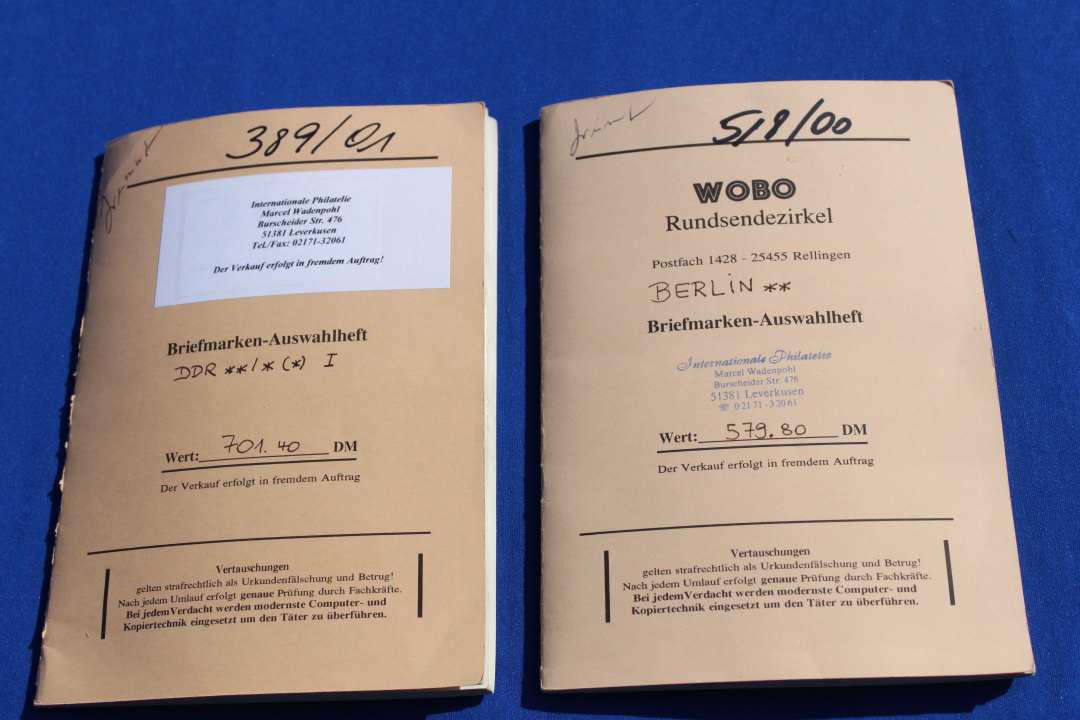 389/01
Internationale Philatelie
Marcel Wadenpohl
Burscheider Str. 476
51381 Leverkusen
Tel./Fax: 02171-32061
Der Verkauf erfolgt in fremdem Auftrag!
Briefmarken-Auswahlheft
DDR **/* (*) I
Wert: 701.40 DM
Der Verkauf erfolgt in fremdem Auftrag
Vertauschungen
gelten strafrechtlich als Urkundenfälschung und Betrug!
Nach jedem Umlauf erfolgt genaue Prüfung durch Fachkräfte.
Bei jedem Verdacht werden modernste Computer- und
Kopiertechnik eingesetzt um den Täter zu überführen.
518/00
WOBO
Rundsendezirkel
Postfach 1428 - 25455 Rellingen
BERLIN **
Briefmarken-Auswahlheft
Internationale Philatelie
Marcel Wadenpohl
Burscheider Str. 476
51381 Leverkusen
☏ 02171-32061
Wert: 579.80 DM
Der Verkauf erfolgt in fremdem Auftrag
Vertauschungen
gelten strafrechtlich als Urkundenfälschung und Betrug!
Nach jedem Umlauf erfolgt genaue Prüfung durch Fachkräfte.
Bei jedem Verdacht werden modernste Computer- und
Kopiertechnik eingesetzt um den Täter zu überführen.